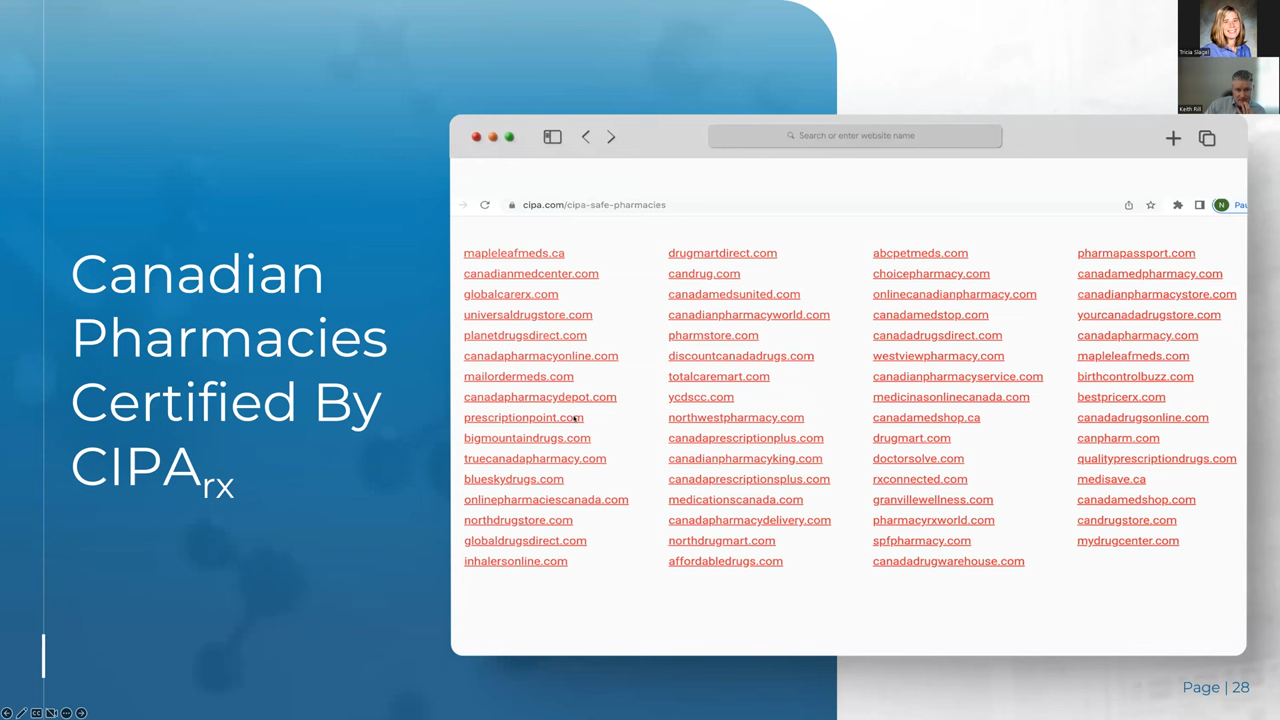 Tricia Slagel
Keith Rill
Canadian
Pharmacies
Certified By
CIPArx
Search or enter website name
cipa.com/cipa-safe-pharmacies
N Pau
mapleleafmeds.ca
canadianmedcenter.com
globalcarerx.com
universaldrugstore.com
planetdrugsdirect.com
canadapharmacyonline.com
mailordermeds.com
canadapharmacydepot.com
prescriptionpoint.com
bigmountaindrugs.com
truecanadapharmacy.com
blueskydrugs.com
onlinepharmaciescanada.com
northdrugstore.com
globaldrugsdirect.com
inhalersonline.com
drugmartdirect.com
candrug.com
canadamedsunited.com
canadianpharmacyworld.com
pharmstore.com
discountcanadadrugs.com
totalcaremart.com
ycdscc.com
northwestpharmacy.com
canadaprescriptionplus.com
canadianpharmacyking.com
canadaprescriptionsplus.com
medicationscanada.com
canadapharmacydelivery.com
northdrugmart.com
affordabledrugs.com
abcpetmeds.com
choicepharmacy.com
onlinecanadianpharmacy.com
canadamedstop.com
canadadrugsdirect.com
westviewpharmacy.com
canadianpharmacyservice.com
medicinasonlinecanada.com
canadamedshop.ca
drugmart.com
doctorsolve.com
rxconnected.com
granvillewellness.com
pharmacyrxworld.com
spfpharmacy.com
canadadrugwarehouse.com
pharmapassport.com
canadamedpharmacy.com
canadianpharmacystore.com
yourcanadadrugstore.com
canadapharmacy.com
mapleleafmeds.com
birthcontrolbuzz.com
bestpricerx.com
canadadrugsonline.com
canpharm.com
qualityprescriptiondrugs.com
medisave.ca
canadamedshop.com
candrugstore.com
mydrugcenter.com
Page | 28